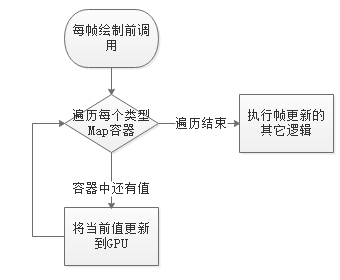 每帧绘制前调
用
遍历每个类型
Map容器
遍历结束
执行帧更新的
其它逻辑
容器中还有值
将当前值更新
到GPU